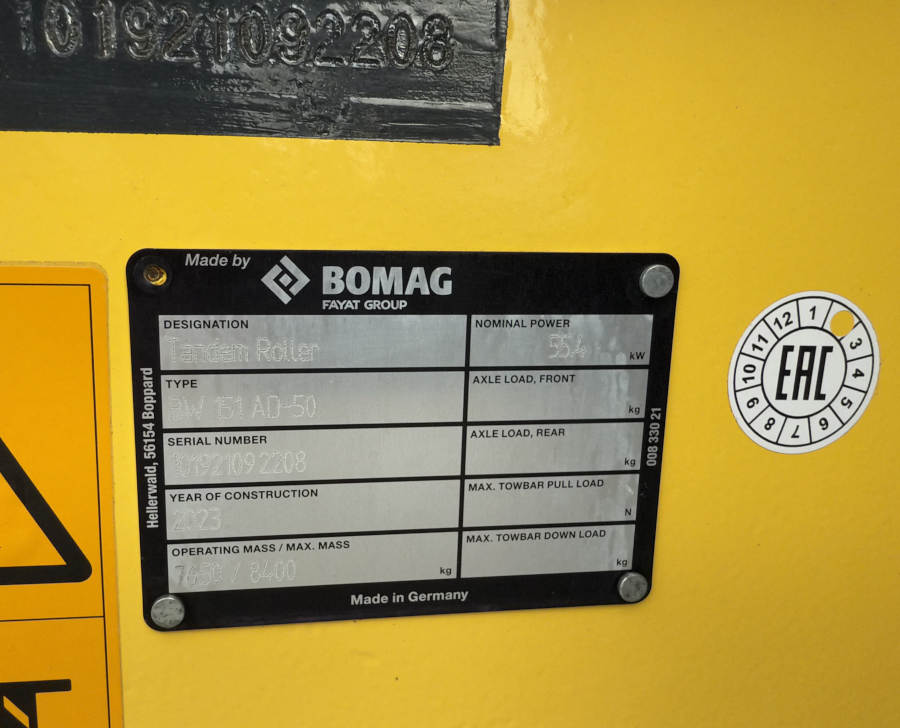 101921092208
Made by
BOMAG
FAYAT GROUP
DESIGNATION
Tandem Roller
NOMINAL POWER
55.4 kW
TYPE
BW 151 AD-50
AXLE LOAD, FRONT
kg
SERIAL NUMBER
101921092208
AXLE LOAD, REAR
kg
YEAR OF CONSTRUCTION
2023
MAX. TOWBAR PULL LOAD
N
OPERATING MASS / MAX. MASS
7650 / 8400 kg
MAX. TOWBAR DOWN LOAD
kg
Made in Germany
Hellerwald, 56154 Boppard
008 330 21
1 3 4 5 6 7 8 9 10 11 12
EAC